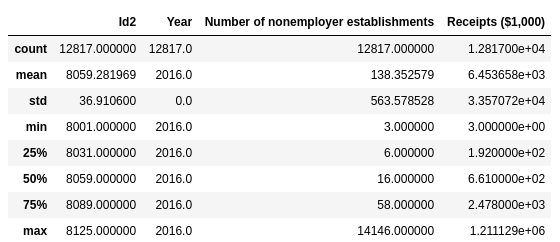 Id2 Year Number of nonemployer establishments Receipts ($1,000)
count 12817.000000 12817.0 12817.000000 1.281700e+04
mean 8059.281969 2016.0 138.352579 6.453658e+03
std 36.910600 0.0 563.578528 3.357072e+04
min 8001.000000 2016.0 3.000000 3.000000e+00
25% 8031.000000 2016.0 6.000000 1.920000e+02
50% 8059.000000 2016.0 16.000000 6.610000e+02
75% 8089.000000 2016.0 58.000000 2.478000e+03
max 8125.000000 2016.0 14146.000000 1.211129e+06